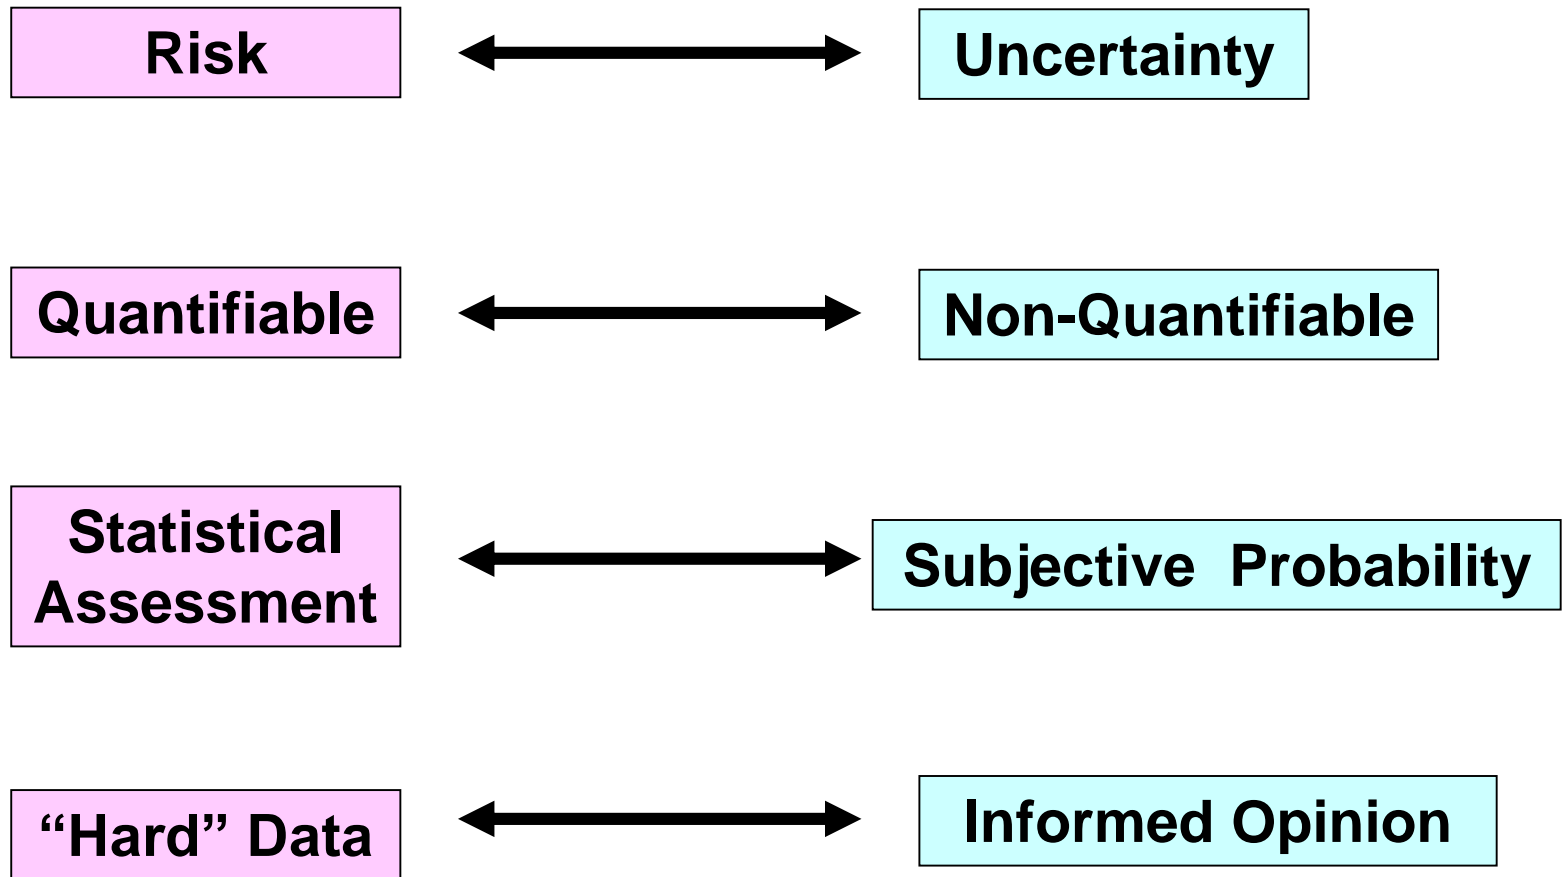 Risk
Uncertainty
Quantifiable
Non-Quantifiable
Statistical
Assessment
Subjective Probability
“Hard” Data
Informed Opinion